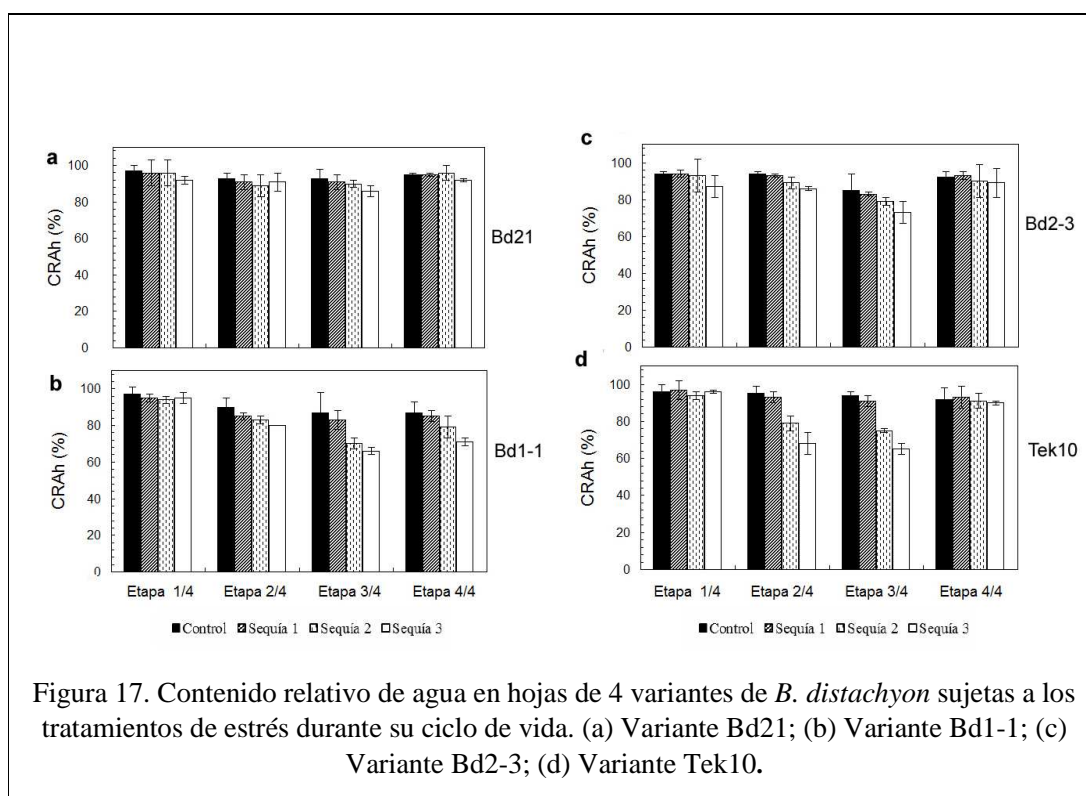 a
CRAh (%)
100
80
60
40
20
0
Bd21
b
CRAh (%)
100
80
60
40
20
0
Bd1-1
Etapa 1/4 Etapa 2/4 Etapa 3/4 Etapa 4/4
Control Sequía 1 Sequía 2 Sequía 3
c
CRAh (%)
100
80
60
40
20
0
Bd2-3
d
CRAh (%)
100
80
60
40
20
0
Tek10
Etapa 1/4 Etapa 2/4 Etapa 3/4 Etapa 4/4
Control Sequía 1 Sequía 2 Sequía 3
Figura 17. Contenido relativo de agua en hojas de 4 variantes de B. distachyon sujetas a los
tratamientos de estrés durante su ciclo de vida. (a) Variante Bd21; (b) Variante Bd1-1; (c)
Variante Bd2-3; (d) Variante Tek10.